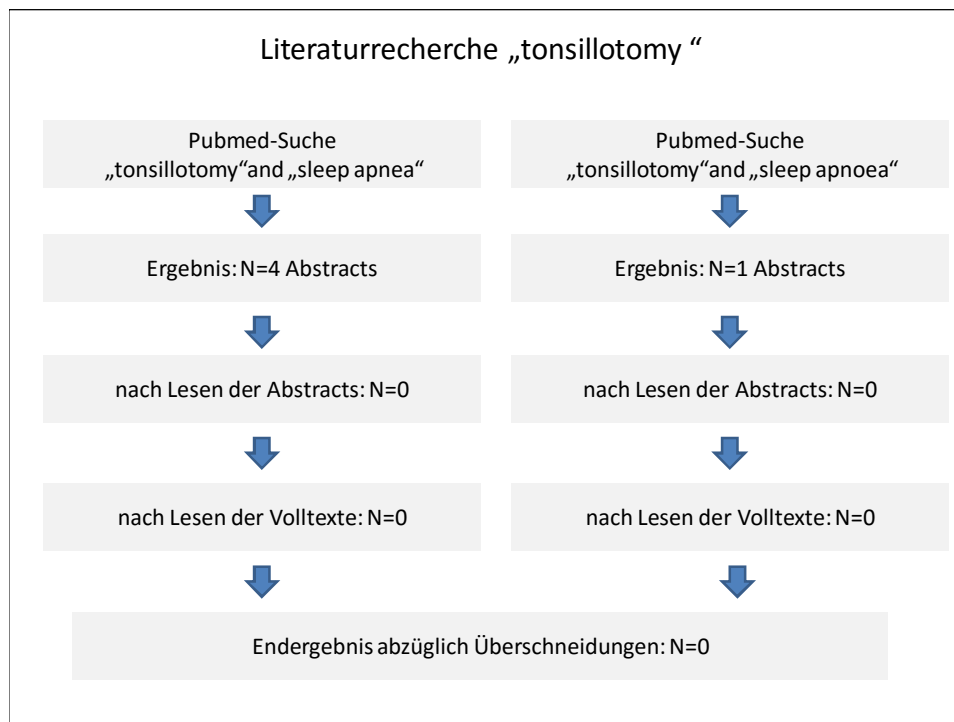 Literaturrecherche „tonsillotomy “
Pubmed-Suche
„tonsillotomy“and „sleep apnea“
Ergebnis: N=4 Abstracts
nach Lesen der Abstracts: N=0
nach Lesen der Volltexte: N=0
Pubmed-Suche
„tonsillotomy“and „sleep apnoea“
Ergebnis: N=1 Abstracts
nach Lesen der Abstracts: N=0
nach Lesen der Volltexte: N=0
Endergebnis abzüglich Überschneidungen: N=0